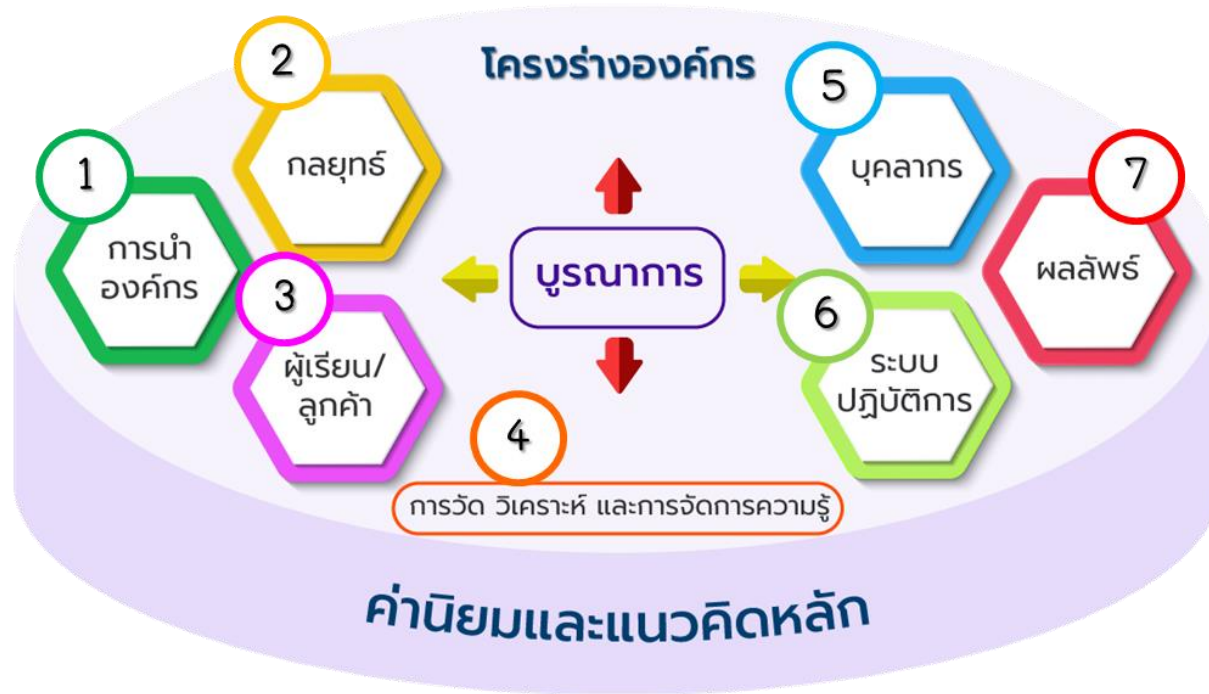 โครงร่างองค์กร
1
การนำ
องค์กร
2
กลยุทธ์
3
ผู้เรียน/
ลูกค้า
บูรณาการ
4
การวัด วิเคราะห์ และการจัดการความรู้
5
บุคลากร
6
ระบบ
ปฏิบัติการ
7
ผลลัพธ์
ค่านิยมและแนวคิดหลัก